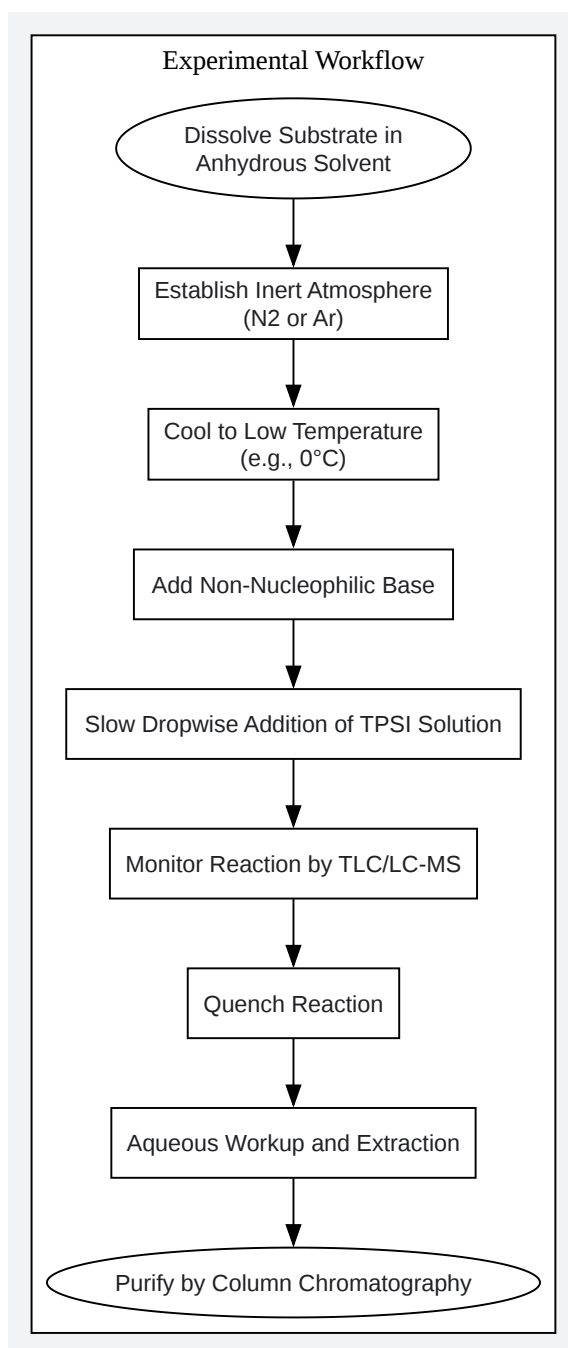 Experimental Workflow
Dissolve Substrate in
Anhydrous Solvent
Establish Inert Atmosphere
(N2 or Ar)
Cool to Low Temperature
(e.g., 0°C)
Add Non-Nucleophilic Base
Slow Dropwise Addition of TPSI Solution
Monitor Reaction by TLC/LC-MS
Quench Reaction
Aqueous Workup and Extraction
Purify by Column Chromatography